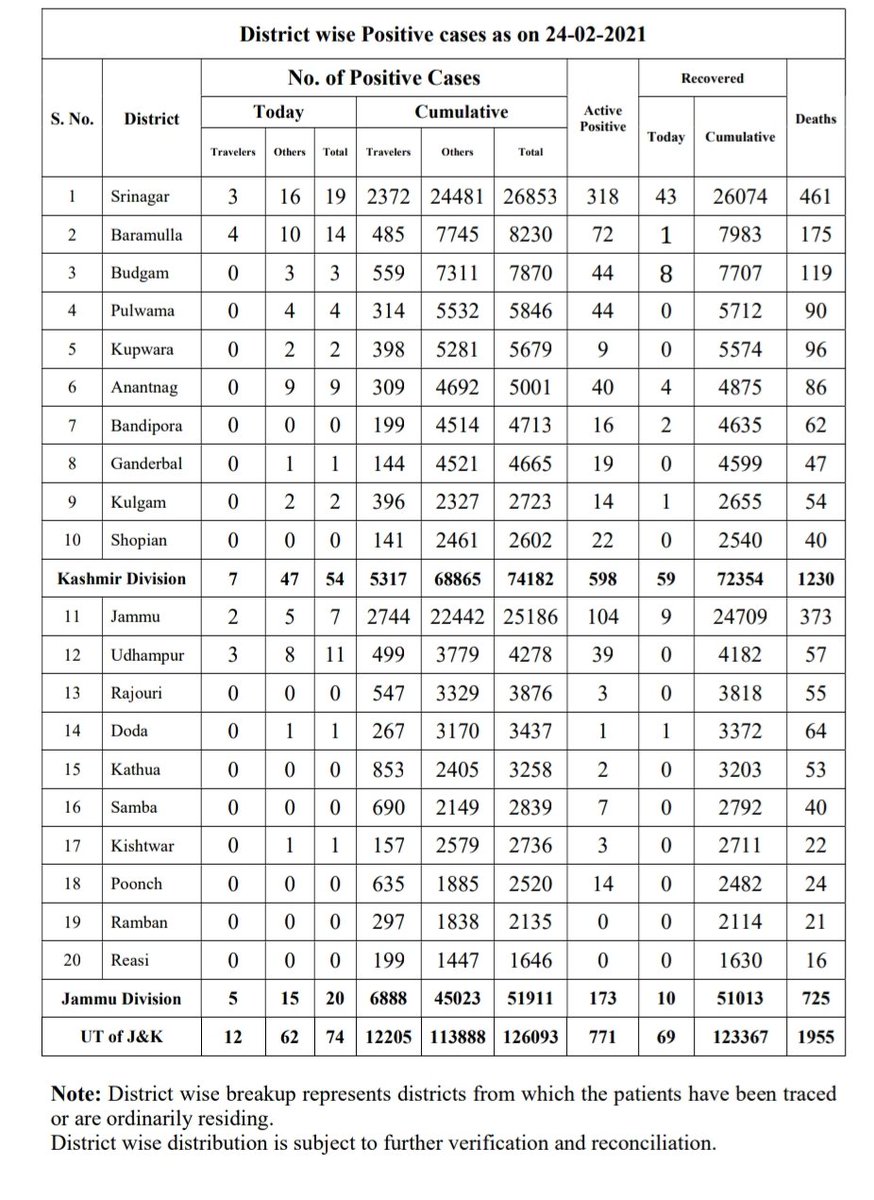 District wise Positive cases as on 24-02-2021
S. No. District No. of Positive Cases Active Positive Recovered Deaths
Today Cumulative Today Cumulative
Travelers Others Total Travelers Others Total
1 Srinagar 3 16 19 2372 24481 26853 318 43 26074 461
2 Baramulla 4 10 14 485 7745 8230 72 1 7983 175
3 Budgam 0 3 3 559 7311 7870 44 8 7707 119
4 Pulwama 0 4 4 314 5532 5846 44 0 5712 90
5 Kupwara 0 2 2 398 5281 5679 9 0 5574 96
6 Anantnag 0 9 9 309 4692 5001 40 4 4875 86
7 Bandipora 0 0 0 199 4514 4713 16 2 4635 62
8 Ganderbal 0 1 1 144 4521 4665 19 0 4599 47
9 Kulgam 0 2 2 396 2327 2723 14 1 2655 54
10 Shopian 0 0 0 141 2461 2602 22 0 2540 40
Kashmir Division 7 47 54 5317 68865 74182 598 59 72354 1230
11 Jammu 2 5 7 2744 22442 25186 104 9 24709 373
12 Udhampur 3 8 11 499 3779 4278 39 0 4182 57
13 Rajouri 0 0 0 547 3329 3876 3 0 3818 55
14 Doda 0 1 1 267 3170 3437 1 1 3372 64
15 Kathua 0 0 0 853 2405 3258 2 0 3203 53
16 Samba 0 0 0 690 2149 2839 7 0 2792 40
17 Kishtwar 0 1 1 157 2579 2736 3 0 2711 22
18 Poonch 0 0 0 635 1885 2520 14 0 2482 24
19 Ramban 0 0 0 297 1838 2135 0 0 2114 21
20 Reasi 0 0 0 199 1447 1646 0 0 1630 16
Jammu Division 5 15 20 6888 45023 51911 173 10 51013 725
UT of J&K 12 62 74 12205 113888 126093 771 69 123367 1955
Note: District wise breakup represents districts from which the patients have been traced
or are ordinarily residing.
District wise distribution is subject to further verification and reconciliation.